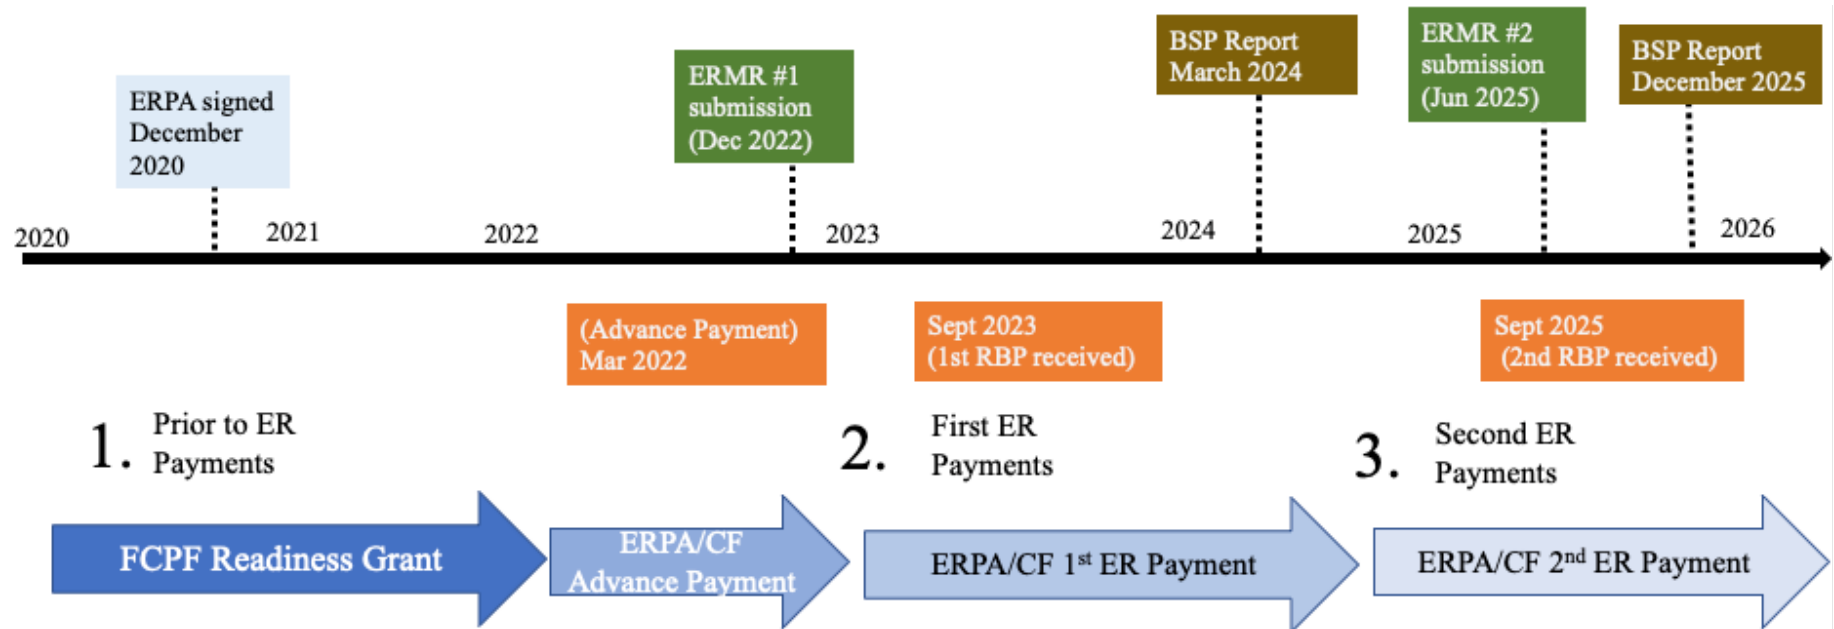 ERPA signed
December
2020
ERMR #1
submission
(Dec 2022)
BSP Report
March 2024
ERMR #2
submission
(Jun 2025)
BSP Report
December 2025
2020
2021
2022
2023
2024
2025
2026
(Advance Payment)
Mar 2022
Sept 2023
(1st RBP received)
Sept 2025
(2nd RBP received)
1. Prior to ER
Payments
2. First ER
Payments
3. Second ER
Payments
FCPF Readiness Grant
ERPA/CF
Advance Payment
ERPA/CF 1st ER Payment
ERPA/CF 2nd ER Payment